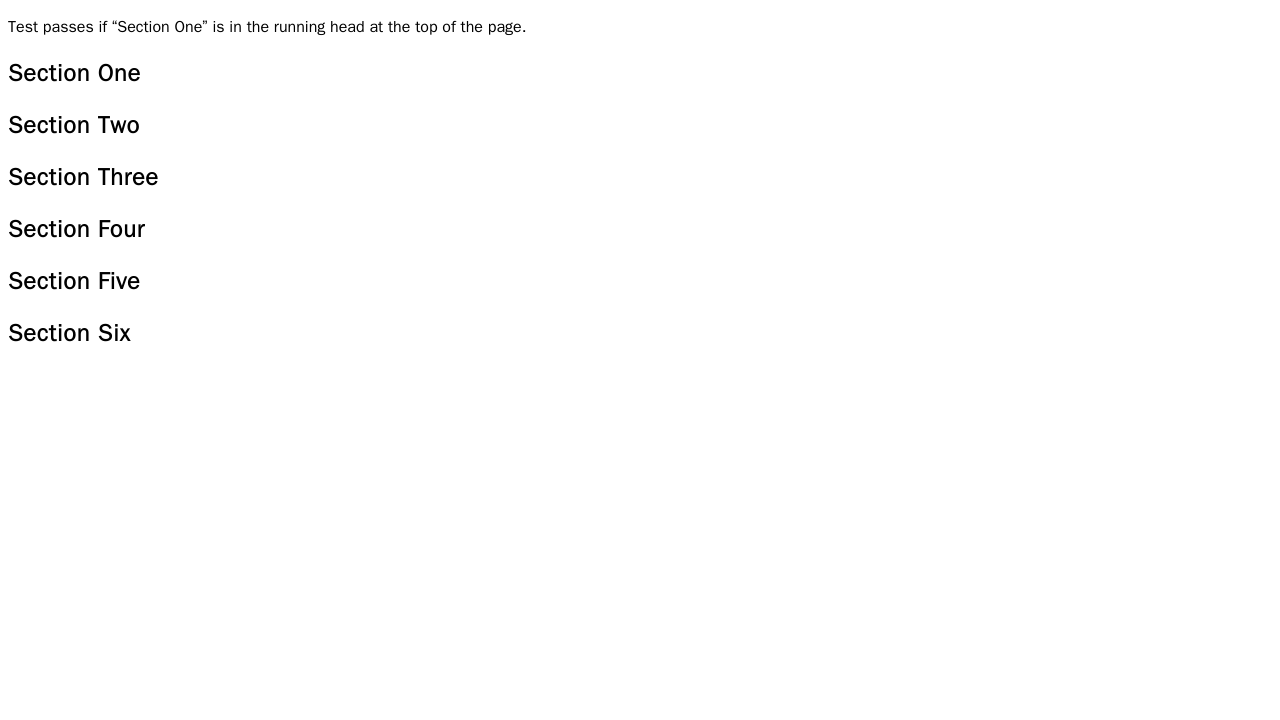 Test passes if “Section One” is in the running head at the top of the page.
Section One
Section Two
Section Three
Section Four
Section Five
Section Six